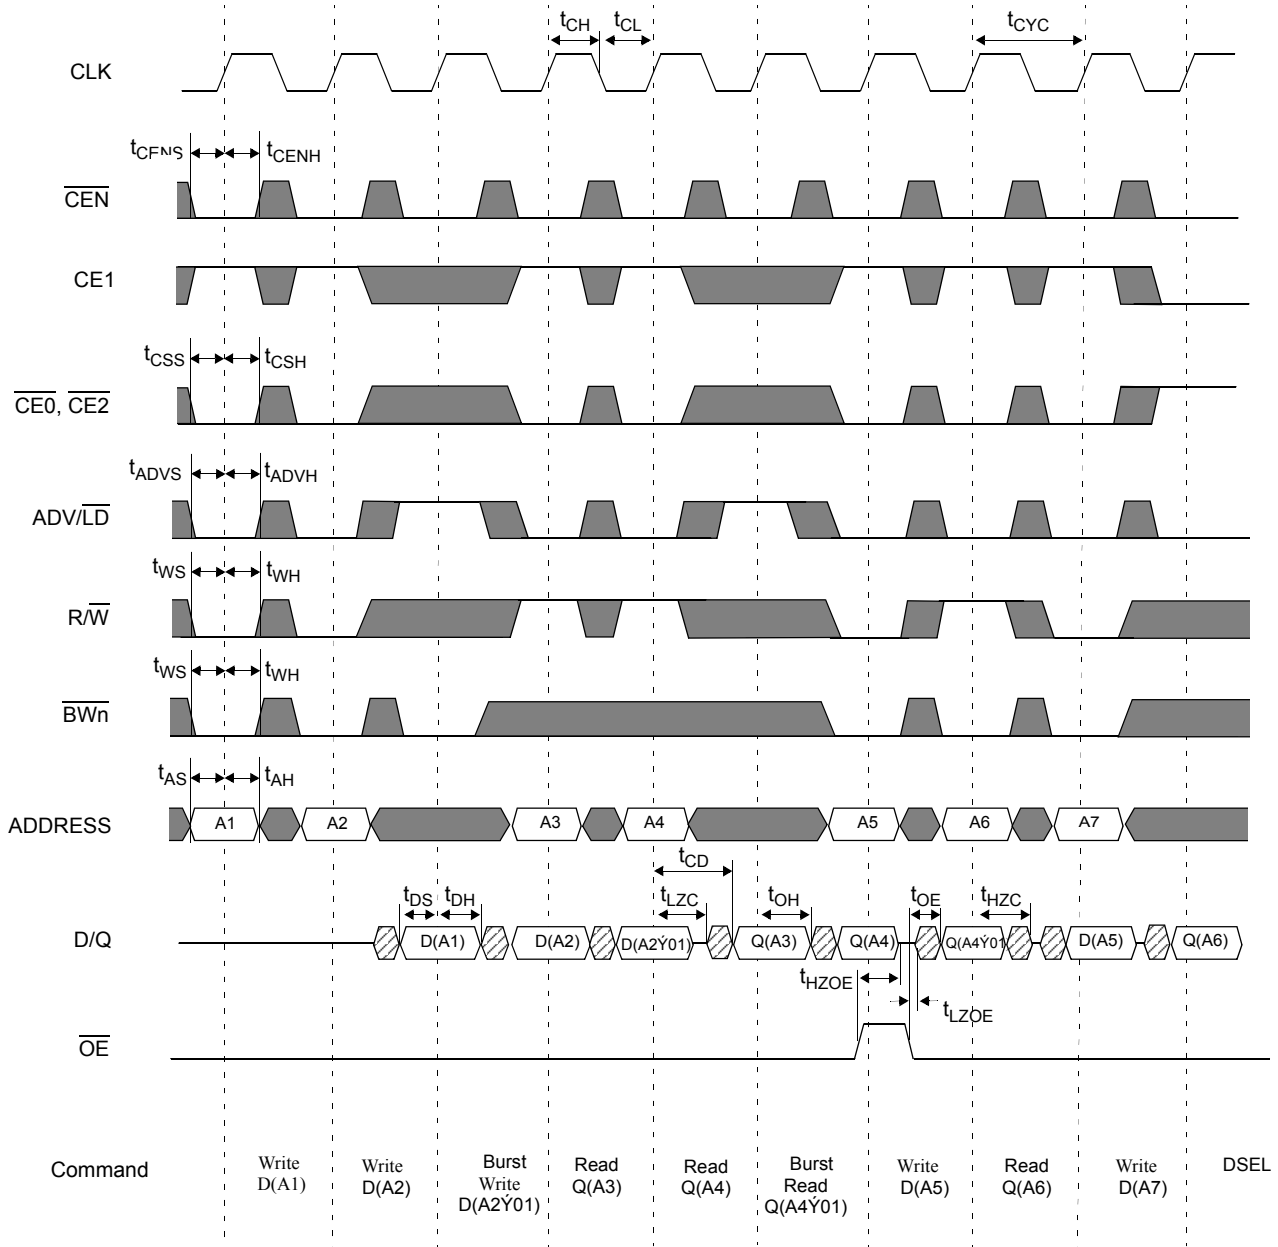 tCH tCL tCYC
CLK
tCENS tCENH
CEN
CE1
tCSS tCSH
CE0, CE2
tADVS tADVH
ADV/LD
tWS tWH
R/W
tWS tWH
BWn
tAS tAH
ADDRESS A1 A2 A3 A4 A5 A6 A7
tCD
tDS tDH tLZC tOH tOE tHZC
D/Q D(A1) D(A2) D(A2Ý01) Q(A3) Q(A4) Q(A4Ý01 D(A5) Q(A6)
tHZOE
tLZOE
OE
Command
Write
D(A1)
Write
D(A2)
Burst
Write
D(A2Ý01)
Read
Q(A3)
Read
Q(A4)
Burst
Read
Q(A4Ý01)
Write
D(A5)
Read
Q(A6)
Write
D(A7)
DSEL